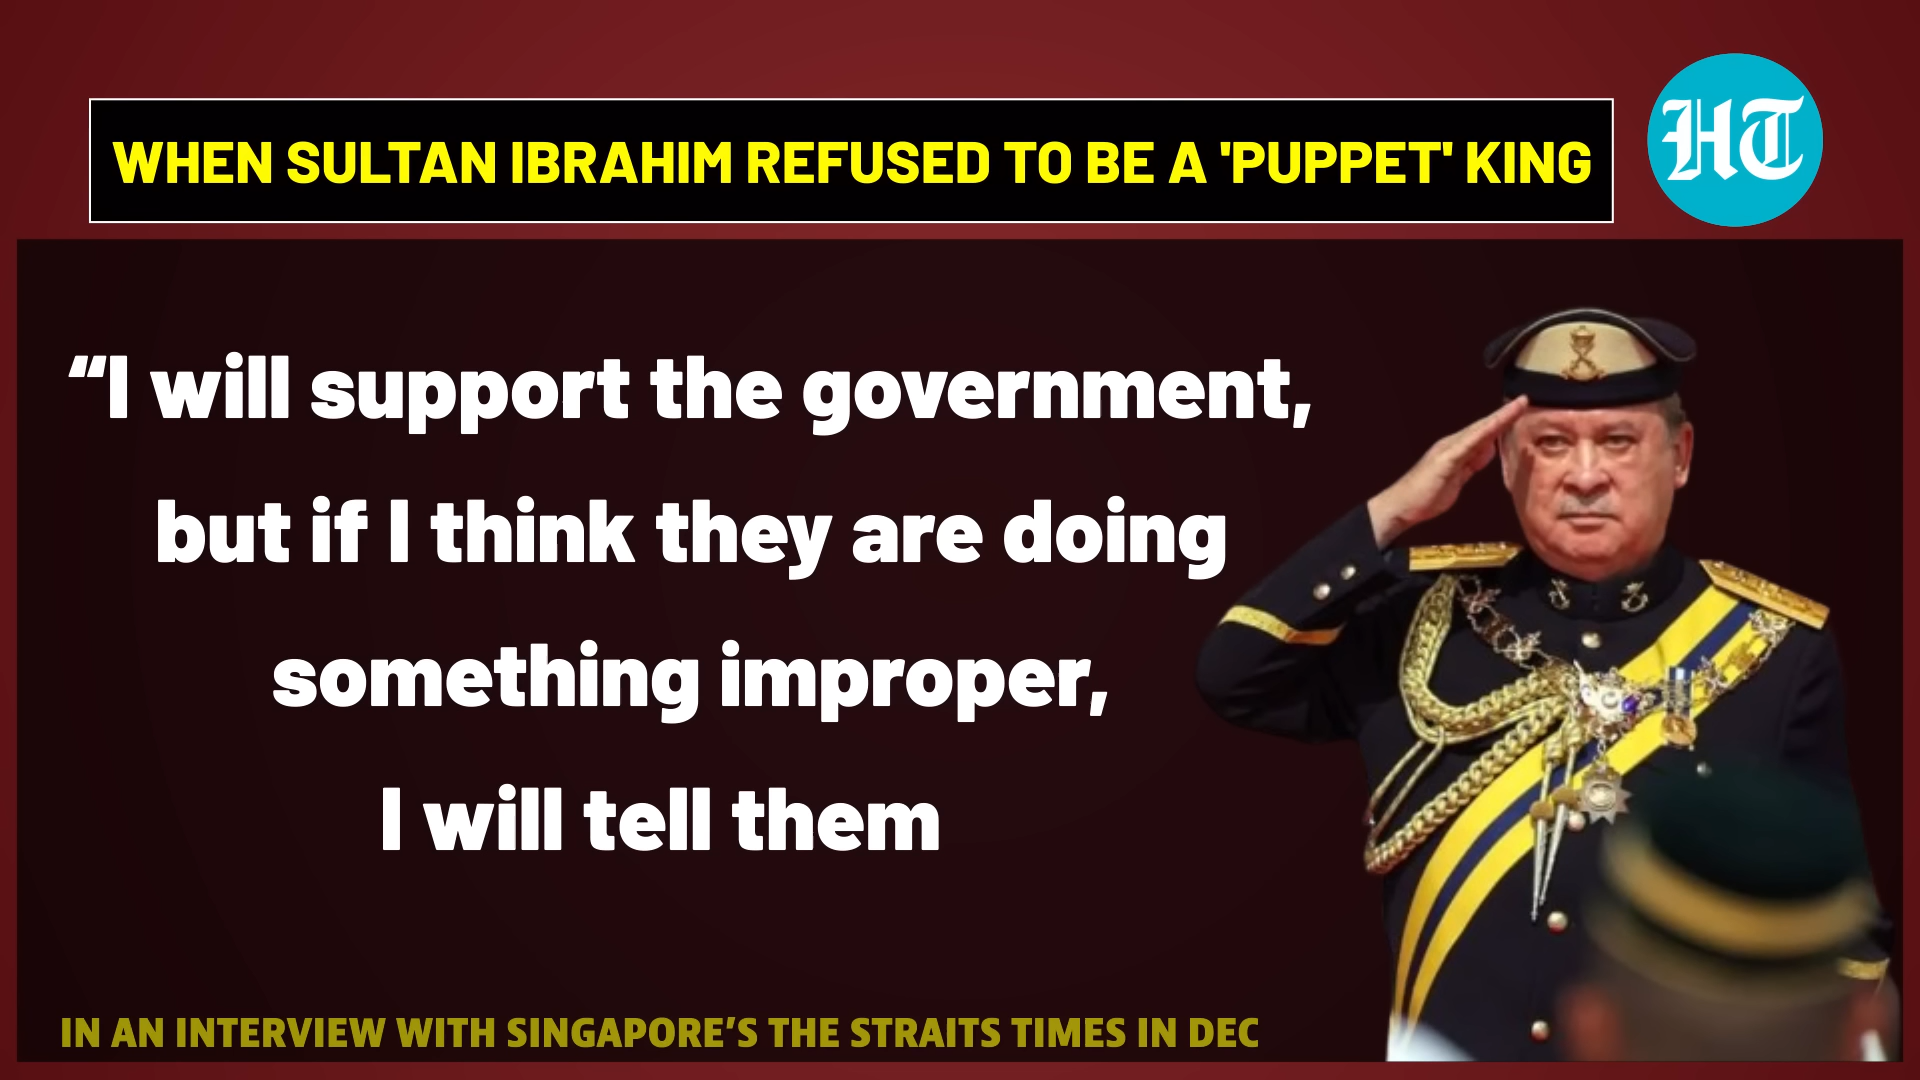 WHEN SULTAN IBRAHIM REFUSED TO BE A 'PUPPET' KING
HT
“I will support the government,
but if I think they are doing
something improper,
I will tell them
IN AN INTERVIEW WITH SINGAPORE’S THE STRAITS TIMES IN DEC